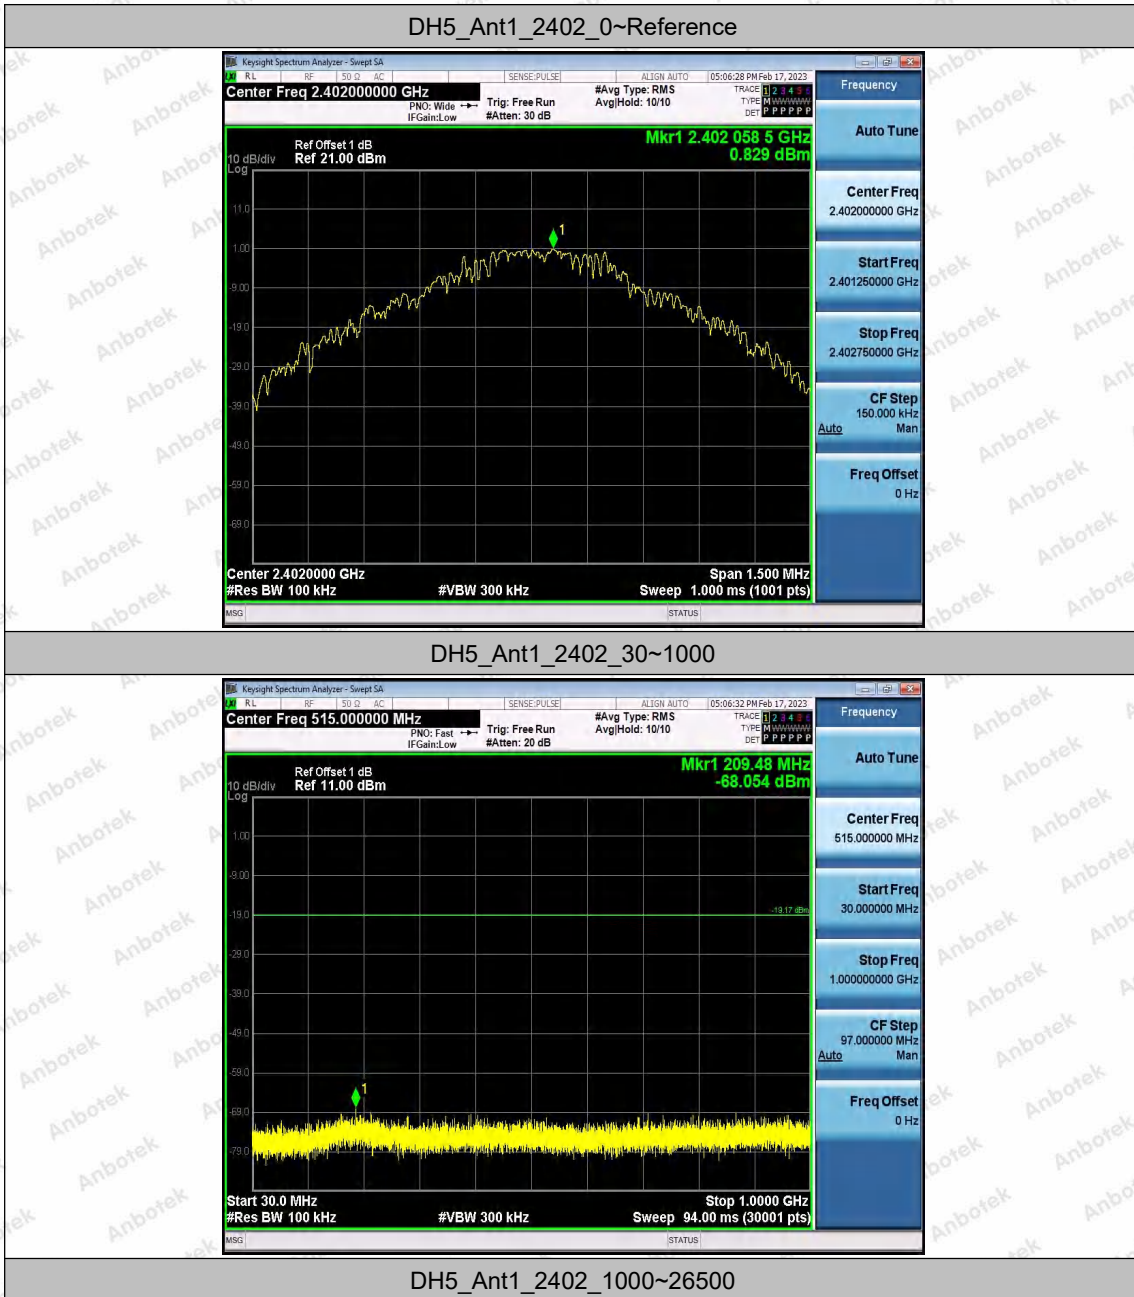 DH5_Ant1_2402_0~Reference
Keysight Spectrum Analyzer - Swept SA
LXI RL RF 50 Ω AC SENSE:PULSE ALIGN AUTO 05:06:28 PM Feb 17, 2023
Center Freq 2.402000000 GHz
PNO: Wide
IFGain:Low
Trig: Free Run
#Atten: 30 dB
#Avg Type: RMS
Avg|Hold: 10/10
TRACE 1 2 3 4 5 6
TYPE M WWWWW
DET P P P P P P
Mkr1 2.402 058 5 GHz
0.829 dBm
Ref Offset 1 dB
10 dB/div Ref 21.00 dBm
Log
11.0
1.00
-9.00
-19.0
-29.0
-39.0
-49.0
-59.0
-69.0
1
Center 2.4020000 GHz Span 1.500 MHz
#Res BW 100 kHz #VBW 300 kHz Sweep 1.000 ms (1001 pts)
MSG STATUS
Frequency
Auto Tune
Center Freq
2.402000000 GHz
Start Freq
2.401250000 GHz
Stop Freq
2.402750000 GHz
CF Step
150.000 kHz
Auto Man
Freq Offset
0 Hz
DH5_Ant1_2402_30~1000
Keysight Spectrum Analyzer - Swept SA
LXI RL RF 50 Ω AC SENSE:PULSE ALIGN AUTO 05:06:32 PM Feb 17, 2023
Center Freq 515.000000 MHz
PNO: Fast
IFGain:Low
Trig: Free Run
#Atten: 20 dB
#Avg Type: RMS
Avg|Hold: 10/10
TRACE 1 2 3 4 5 6
TYPE M WWWWW
DET P P P P P P
Mkr1 209.48 MHz
-68.054 dBm
Ref Offset 1 dB
10 dB/div Ref 11.00 dBm
Log
1.00
-9.00
-19.0
-29.0
-39.0
-49.0
-59.0
-69.0
-79.0
-19.17 dBm
1
Start 30.0 MHz Stop 1.0000 GHz
#Res BW 100 kHz #VBW 300 kHz Sweep 94.00 ms (30001 pts)
MSG STATUS
Frequency
Auto Tune
Center Freq
515.000000 MHz
Start Freq
30.000000 MHz
Stop Freq
1.000000000 GHz
CF Step
97.000000 MHz
Auto Man
Freq Offset
0 Hz
DH5_Ant1_2402_1000~26500
Anbotek